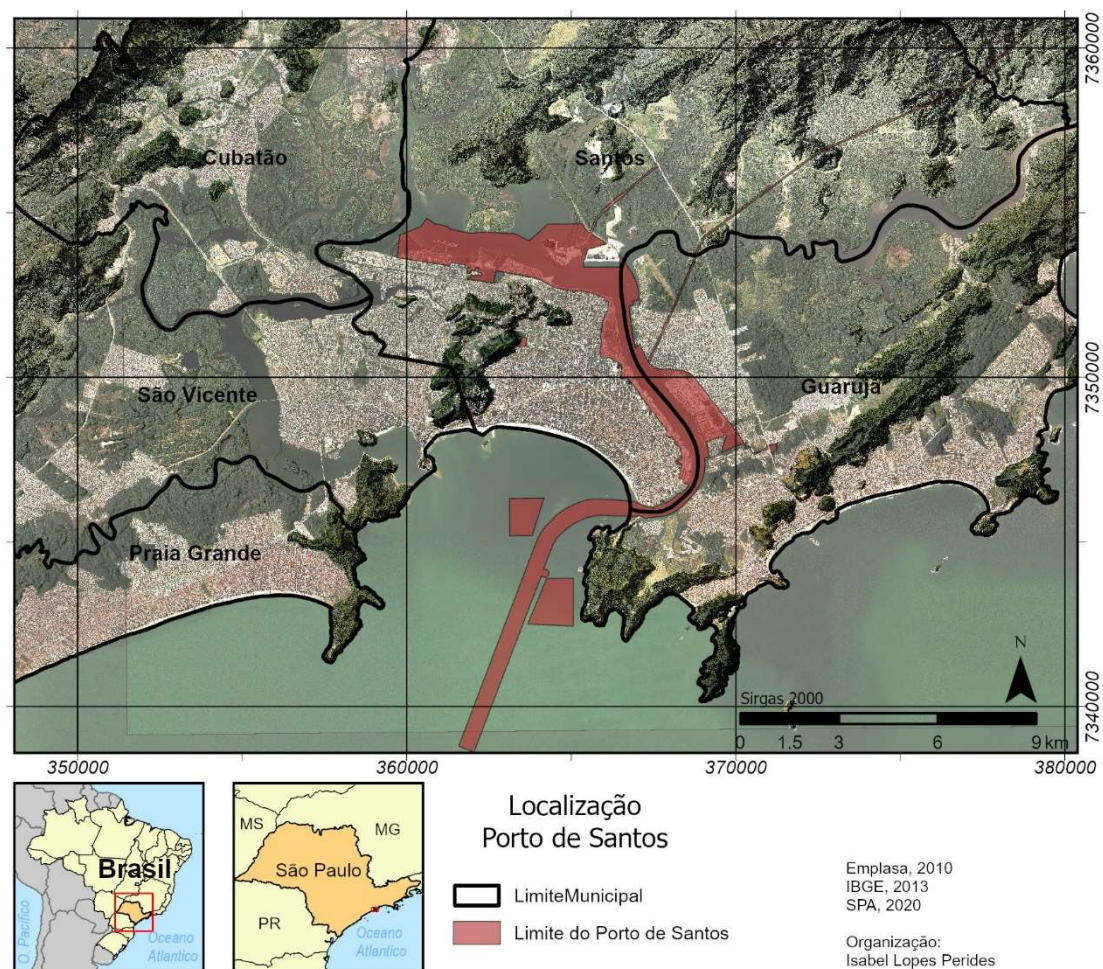 7360000
Cubatão
Santos
7350000
São Vicente
Guarujá
Praia Grande
N
Sirgas 2000
7340000
0 1.5 3 6 9 km
350000 360000 370000 380000
Localização
Porto de Santos
LimiteMunicipal
Limite do Porto de Santos
Brasil
O. Pacífico
Oceano
Atlantico
MS
MG
São Paulo
PR
Oceano
Atlantico
Emplasa, 2010
IBGE, 2013
SPA, 2020
Organização:
Isabel Lopes Perides